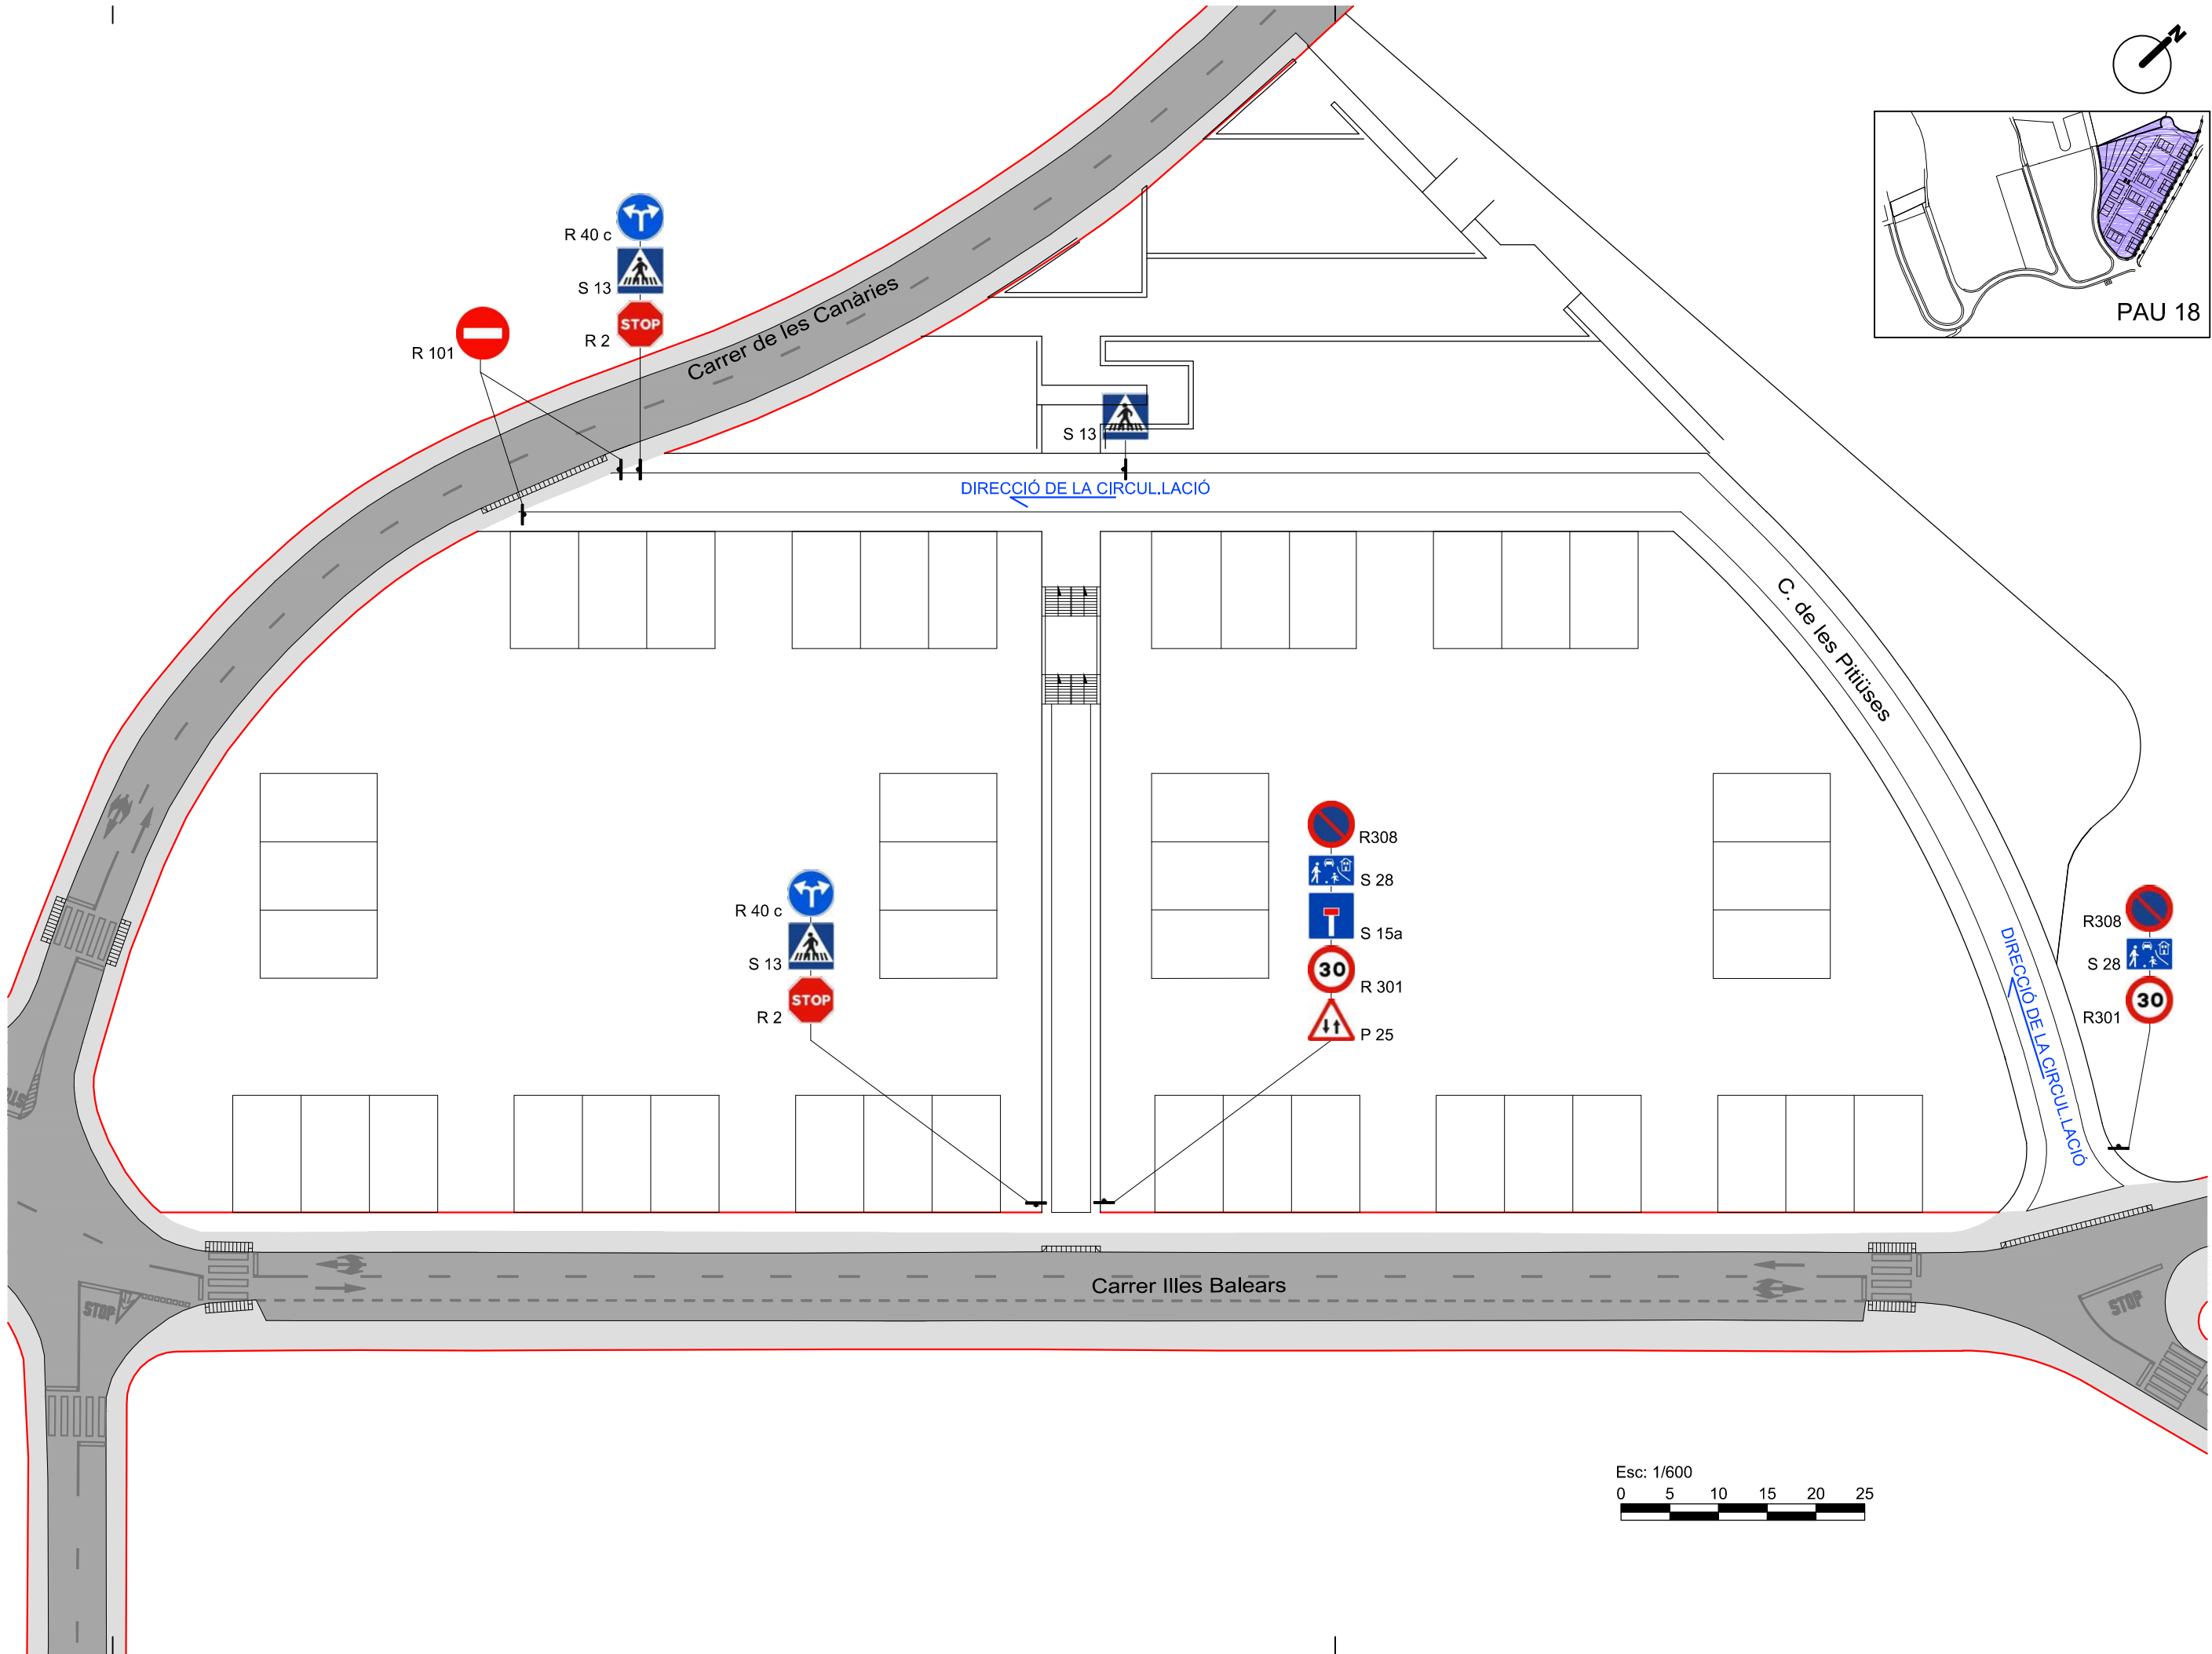 N
PAU 18
R 40 c
S 13
STOP
R 2
R 101
Carrer de les Canàries
S 13
DIRECCIÓ DE LA CIRCUL.LACIÓ
C. de les Pitiüses
R308
S 28
S 15a
30
R 301
P 25
R 40 c
S 13
STOP
R 2
R308
S 28
30
R301
DIRECCIÓ DE LA CIRCUL.LACIÓ
STOP
Carrer Illes Balears
STOP
Esc: 1/600
0 5 10 15 20 25